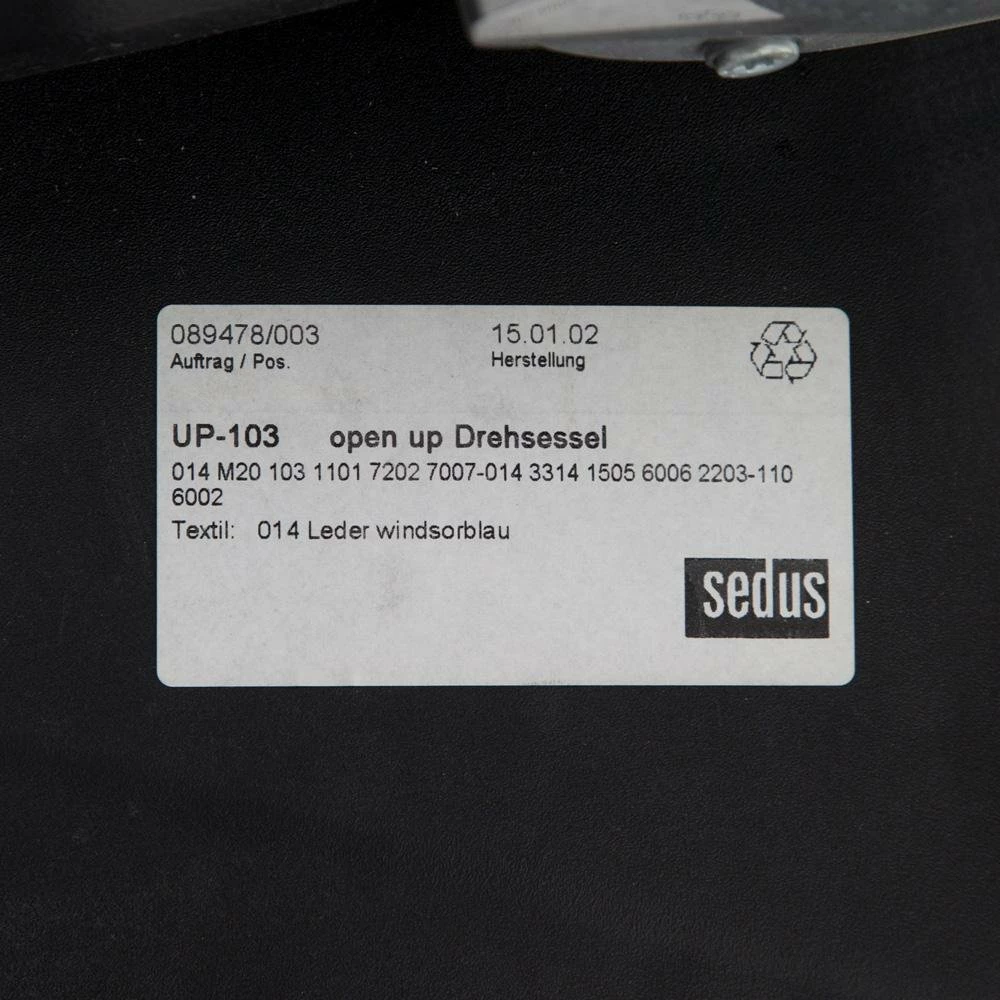 089478/003 15.01.02
Auftrag / Pos. Herstellung
UP-103 open up Drehsessel
014 M20 103 1101 7202 7007-014 3314 1505 6006 2203-110
6002
Textil: 014 Leder windsorblau
sedus